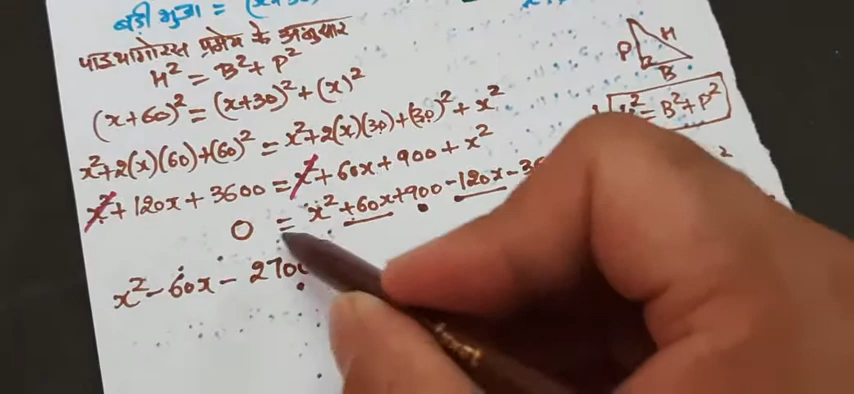 बड़ी भुजा =
पाइथागोरस प्रमेय के अनुसार
H² = B² + P²
(x+60)² = (x+30)² + (x)²
x² + 2(x)(60) + (60)² = x² + 2(x)(30) + (30)² + x²
x² + 120x + 3600 = x² + 60x + 900 + x²
0 = x² + 60x + 900 - 120x - 36
x² - 60x - 2700
P H
B
= B² + P²